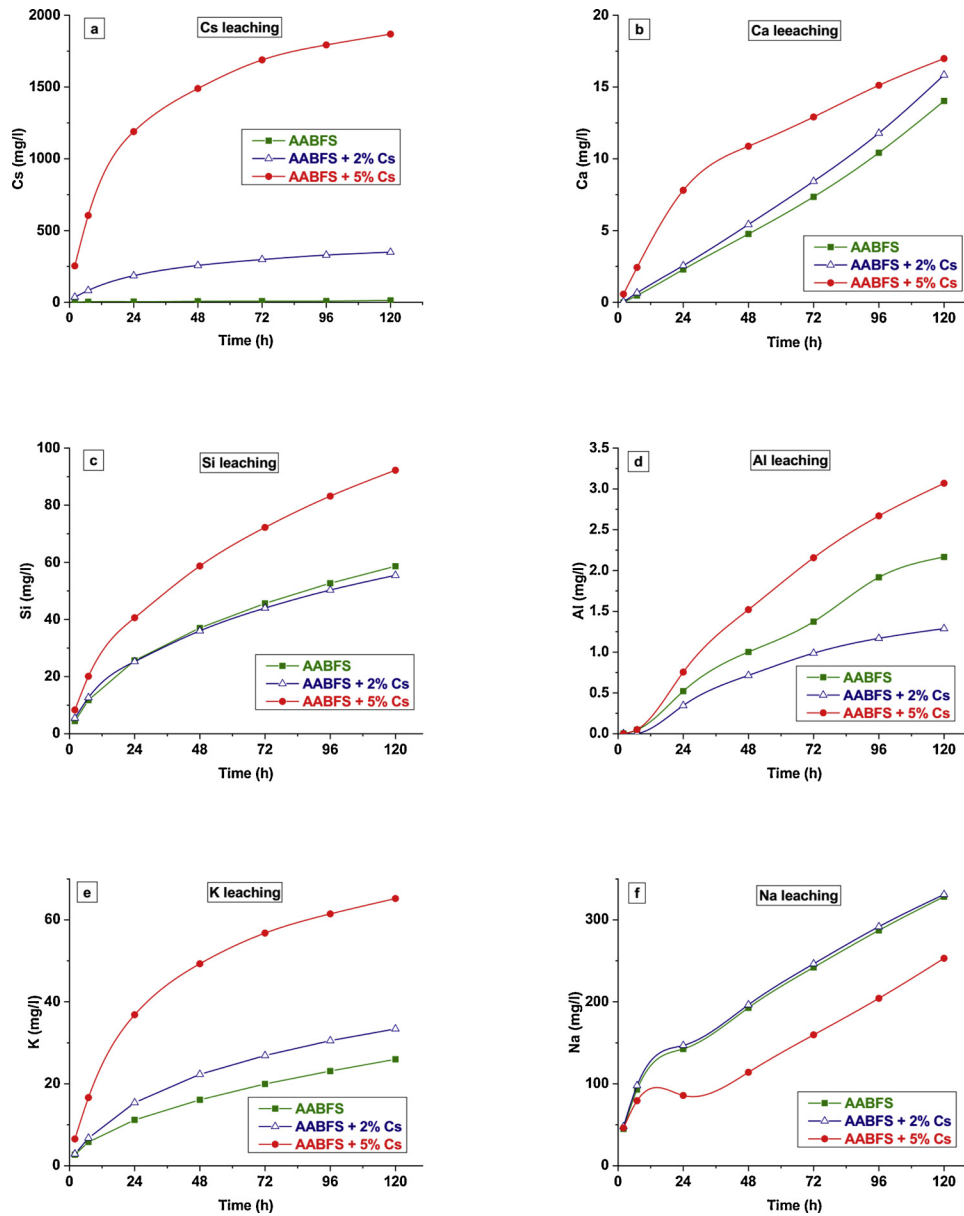 a
Cs leaching
2000
1500
1000
500
0
Cs (mg/l)
AABFS
AABFS + 2% Cs
AABFS + 5% Cs
0 24 48 72 96 120
Time (h)
b
Ca leeaching
20
15
10
5
0
Ca (mg/l)
AABFS
AABFS + 2% Cs
AABFS + 5% Cs
0 24 48 72 96 120
Time (h)
c
Si leaching
100
80
60
40
20
0
Si (mg/l)
AABFS
AABFS + 2% Cs
AABFS + 5% Cs
0 24 48 72 96 120
Time (h)
d
Al leaching
3.5
3.0
2.5
2.0
1.5
1.0
0.5
0.0
Al (mg/l)
AABFS
AABFS + 2% Cs
AABFS + 5% Cs
0 24 48 72 96 120
Time (h)
e
K leaching
60
40
20
0
K (mg/l)
AABFS
AABFS + 2% Cs
AABFS + 5% Cs
0 24 48 72 96 120
Time (h)
f
Na leaching
300
200
100
0
Na (mg/l)
AABFS
AABFS + 2% Cs
AABFS + 5% Cs
0 24 48 72 96 120
Time (h)